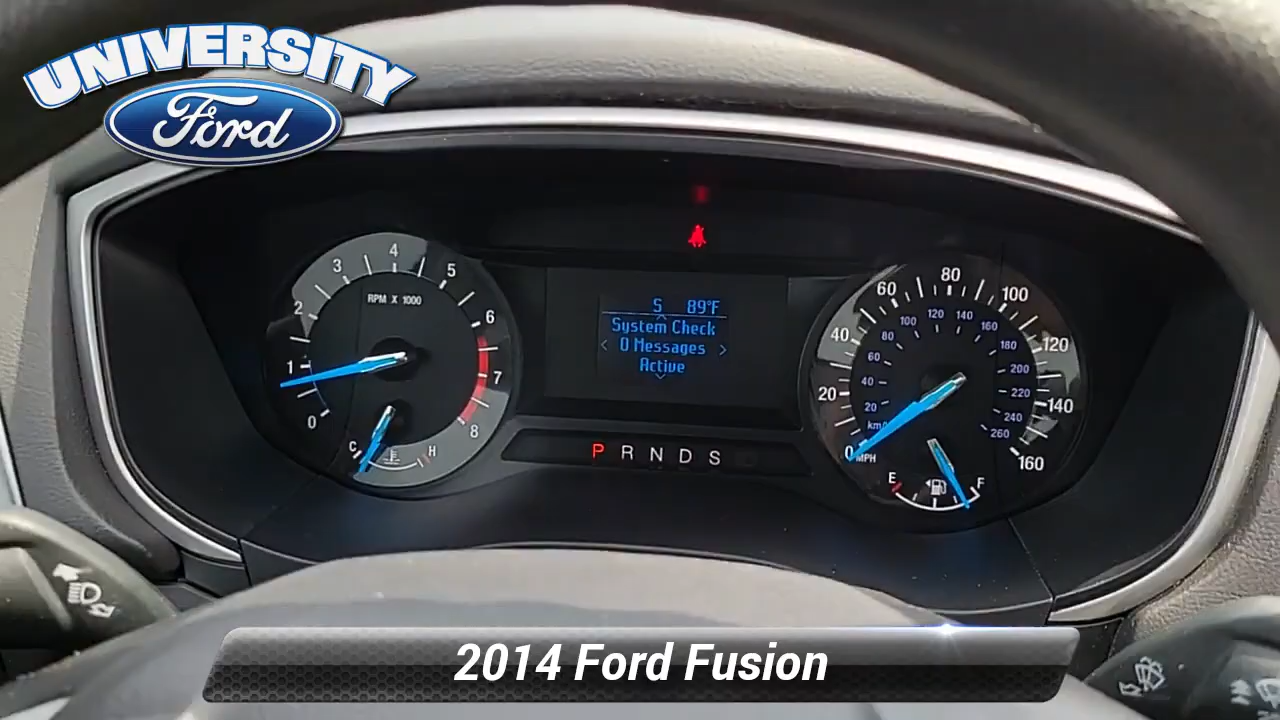 UNIVERSITY
Ford
4
3
5
2
RPM X 1000
6
1
7
0
8
C
H
S 89°F
System Check
< 0 Messages >
Active
P R N D S
80
60
100
120
140
100
160
40
80
180
120
60
200
20
40
220
140
20
240
km/
260
0
MPH
160
E
F
2014 Ford Fusion